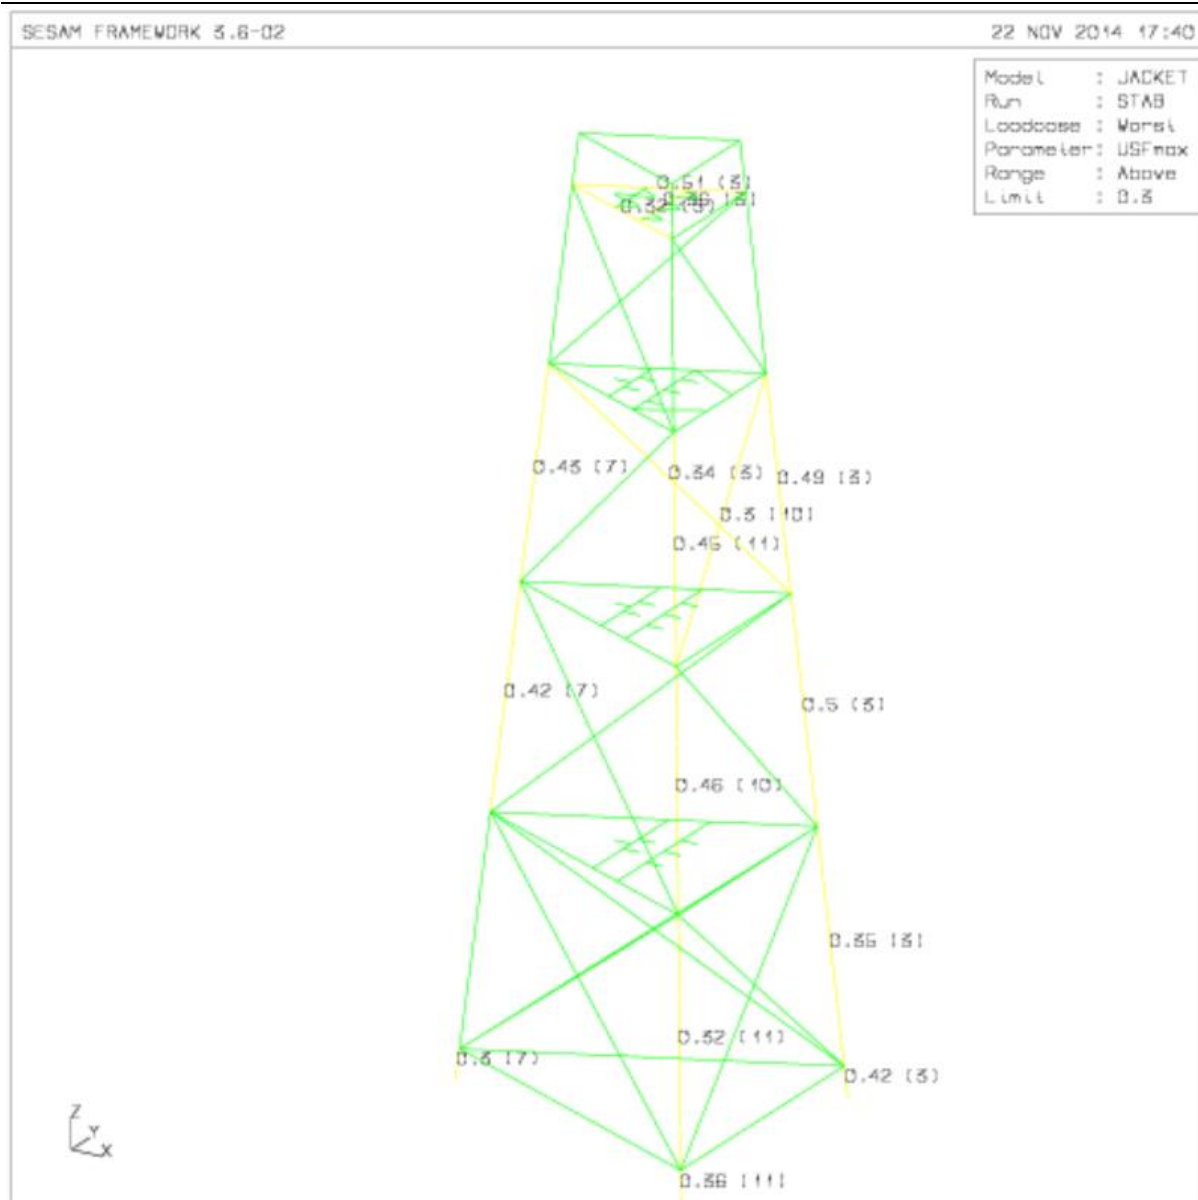 SESAM FRAMEWORK 3.6-02
22 NOV 2014 17:40
Model : JACKET
Run : STAB
Loadcase : Worst
Parameter: USFmax
Range : Above
Limit : 0.3
0.51 (3)
0.43 (7)
0.34 (3)
0.49 (3)
0.3 (10)
0.45 (11)
0.42 (7)
0.5 (3)
0.46 (10)
0.35 (3)
0.32 (11)
0.3 (7)
0.42 (3)
0.36 (11)
Z
Y
X